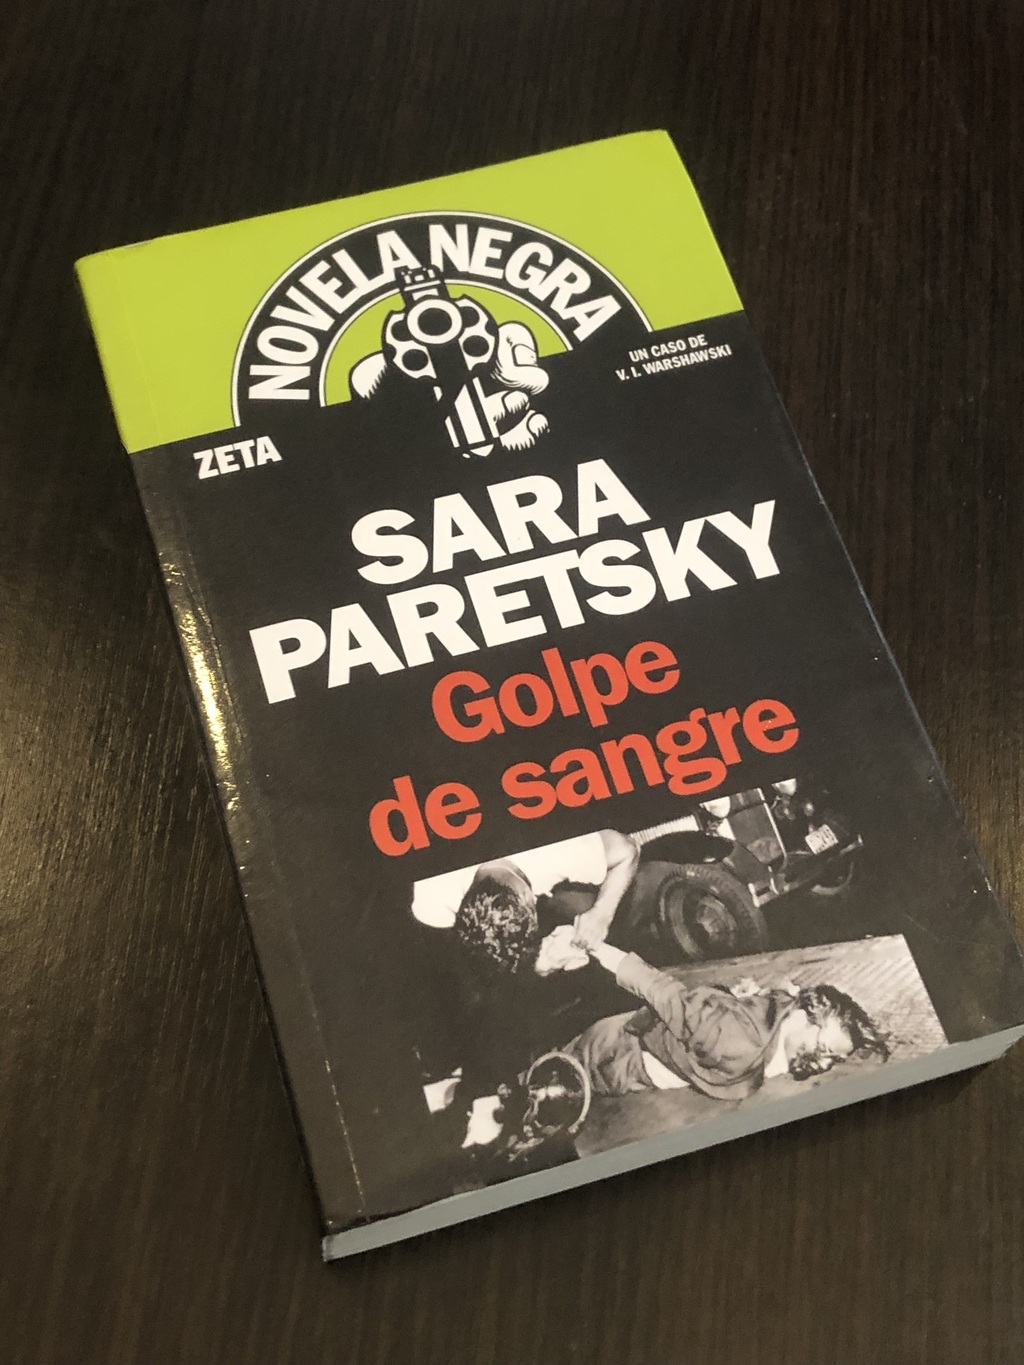 NOVELA NEGRA
UN CASO DE
V. I. WARSHAWSKI
ZETA
SARA
PARETSKY
Golpe
de sangre